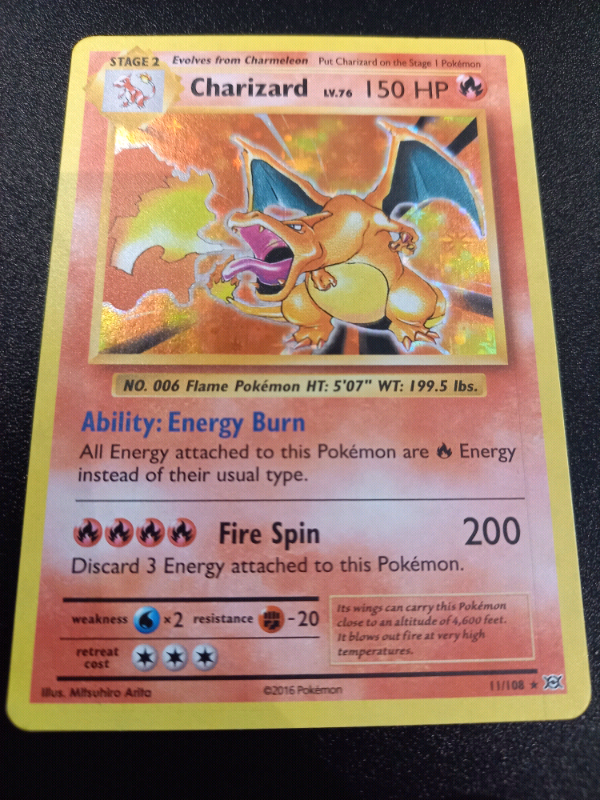 STAGE 2 Evolves from Charmeleon Put Charizard on the Stage 1 Pokémon
Charizard LV.76 150 HP
NO. 006 Flame Pokémon HT: 5'07" WT: 199.5 lbs.
Ability: Energy Burn
All Energy attached to this Pokémon are Energy
instead of their usual type.
Fire Spin 200
Discard 3 Energy attached to this Pokémon.
weakness ×2 resistance -20
retreat
cost
Its wings can carry this Pokémon
close to an altitude of 4,600 feet.
It blows out fire at very high
temperatures.
Illus. Mitsuhiro Arita ©2016 Pokémon 11/108 ★